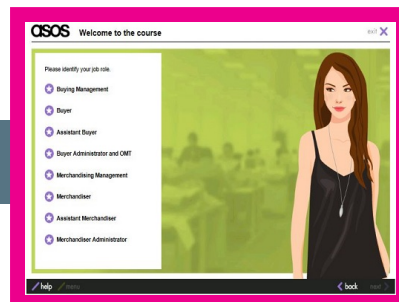 asos Welcome to the course
exit
Please identify your job role.
Buying Management
Buyer
Assistant Buyer
Buyer Administrator and OMT
Merchandising Management
Merchandiser
Assistant Merchandiser
Merchandiser Administrator
help menu
back next